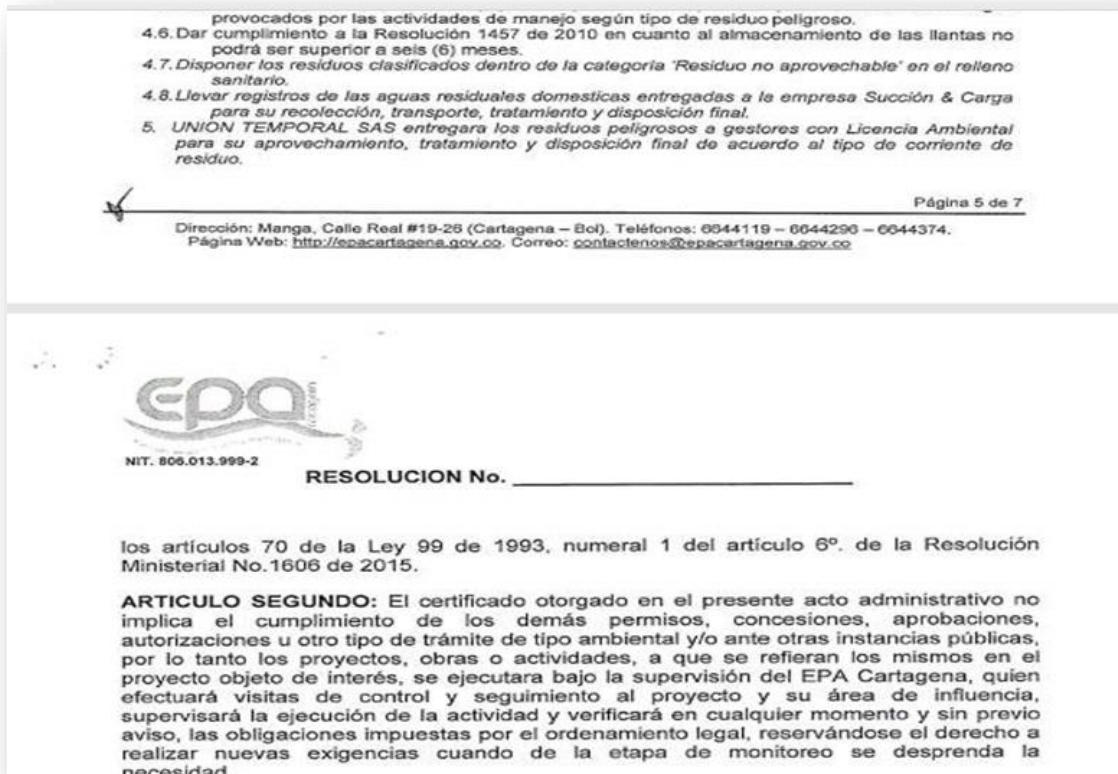 provocados por las actividades de manejo según tipo de residuo peligroso.
4.6. Dar cumplimiento a la Resolución 1457 de 2010 en cuanto al almacenamiento de las llantas no
podrá ser superior a seis (6) meses.
4.7. Disponer los residuos clasificados dentro de la categoría 'Residuo no aprovechable' en el relleno
sanitario.
4.8. Llevar registros de las aguas residuales domesticas entregadas a la empresa Succión & Carga
para su recolección, transporte, tratamiento y disposición final.
5. UNION TEMPORAL SAS entregara los residuos peligrosos a gestores con Licencia Ambiental
para su aprovechamiento, tratamiento y disposición final de acuerdo al tipo de corriente de
residuo.
Página 5 de 7
Dirección: Manga, Calle Real #19-26 (Cartagena – Bol). Teléfonos: 6644119 – 6644296 – 6644374.
Página Web: http://epacartagena.gov.co. Correo: contactenos@epacartagena.gov.co
epa
NIT. 806.013.999-2
RESOLUCION No.
los artículos 70 de la Ley 99 de 1993, numeral 1 del artículo 6º. de la Resolución
Ministerial No.1606 de 2015.
ARTICULO SEGUNDO: El certificado otorgado en el presente acto administrativo no
implica el cumplimiento de los demás permisos, concesiones, aprobaciones,
autorizaciones u otro tipo de trámite de tipo ambiental y/o ante otras instancias públicas,
por lo tanto los proyectos, obras o actividades, a que se refieran los mismos en el
proyecto objeto de interés, se ejecutara bajo la supervisión del EPA Cartagena, quien
efectuará visitas de control y seguimiento al proyecto y su área de influencia,
supervisará la ejecución de la actividad y verificará en cualquier momento y sin previo
aviso, las obligaciones impuestas por el ordenamiento legal, reservándose el derecho a
realizar nuevas exigencias cuando de la etapa de monitoreo se desprenda la
necesidad